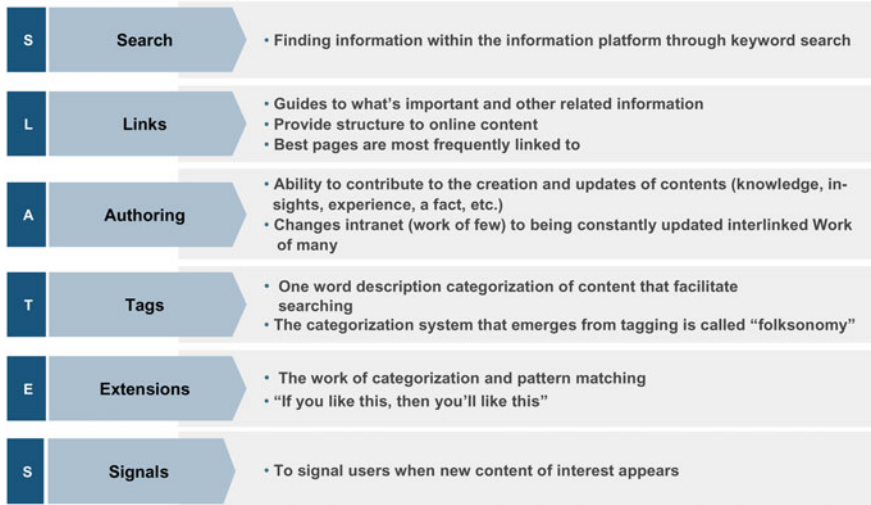 S
Search
• Finding information within the information platform through keyword search
L
Links
• Guides to what's important and other related information
• Provide structure to online content
• Best pages are most frequently linked to
A
Authoring
• Ability to contribute to the creation and updates of contents (knowledge, in-
sights, experience, a fact, etc.)
• Changes intranet (work of few) to being constantly updated interlinked Work
of many
T
Tags
• One word description categorization of content that facilitate
searching
• The categorization system that emerges from tagging is called “folksonomy”
E
Extensions
• The work of categorization and pattern matching
• “If you like this, then you'll like this”
S
Signals
• To signal users when new content of interest appears